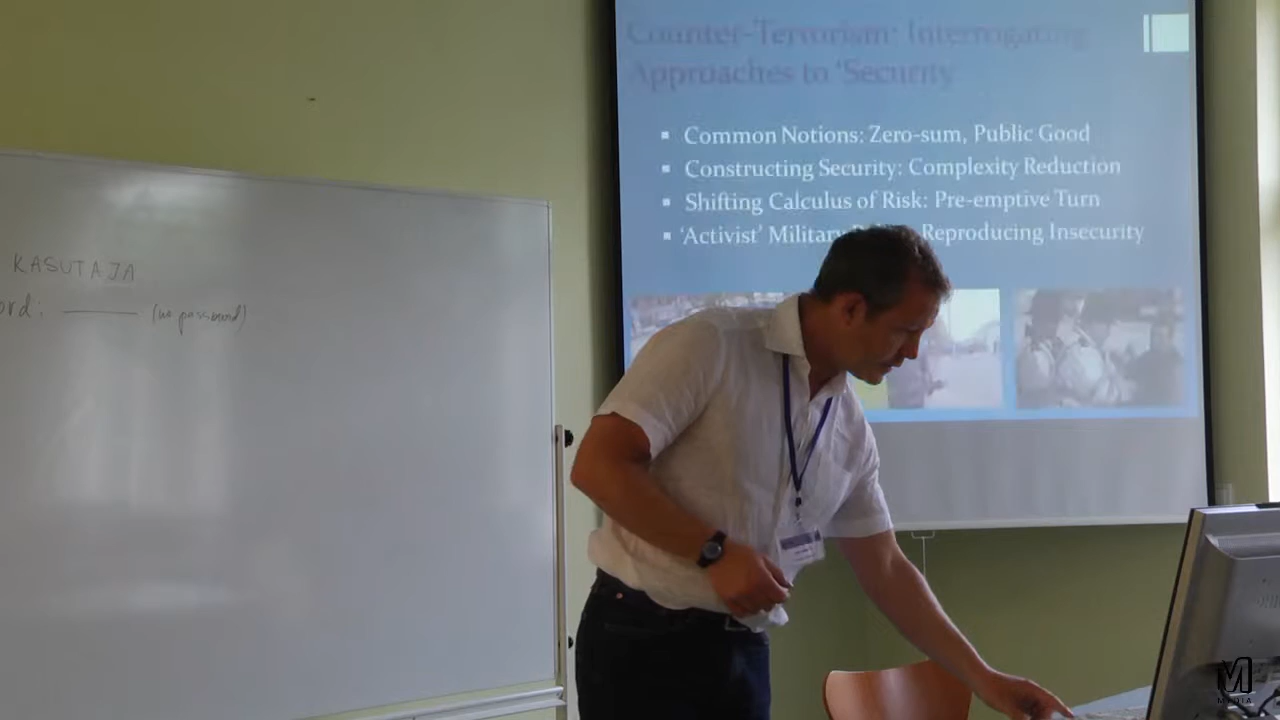 KASUTAJA
ord: ——— (no password)
Counter-Terrorism: Interrogating
Approaches to 'Security
Common Notions: Zero-sum, Public Good
Constructing Security: Complexity Reduction
Shifting Calculus of Risk: Pre-emptive Turn
'Activist' Military Reproducing Insecurity
MEDIA